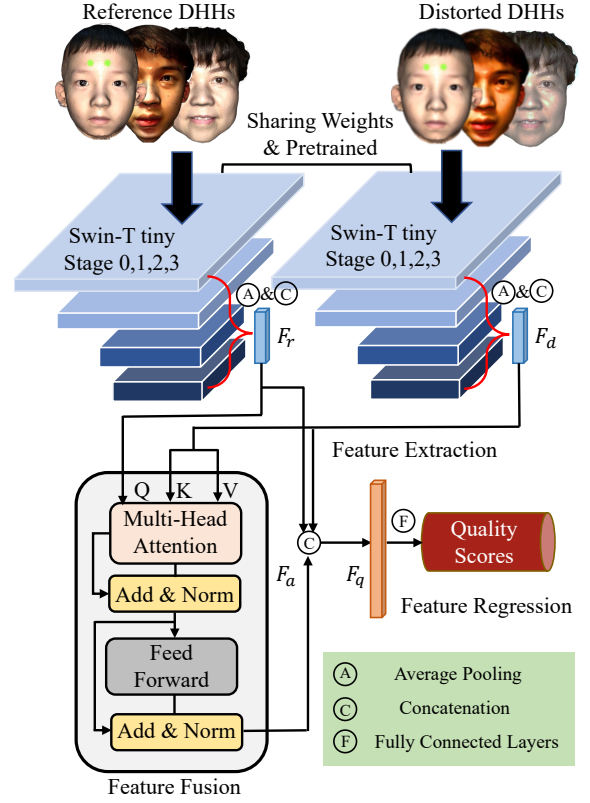 Reference DHHs
Distorted DHHs
Sharing Weights
& Pretrained
Swin-T tiny
Stage 0,1,2,3
Swin-T tiny
Stage 0,1,2,3
A & C
A & C
F_r
F_d
Feature Extraction
Q K V
Multi-Head
Attention
Add & Norm
Feed
Forward
Add & Norm
Feature Fusion
F_a
C
F_q
F
Quality
Scores
Feature Regression
A Average Pooling
C Concatenation
F Fully Connected Layers